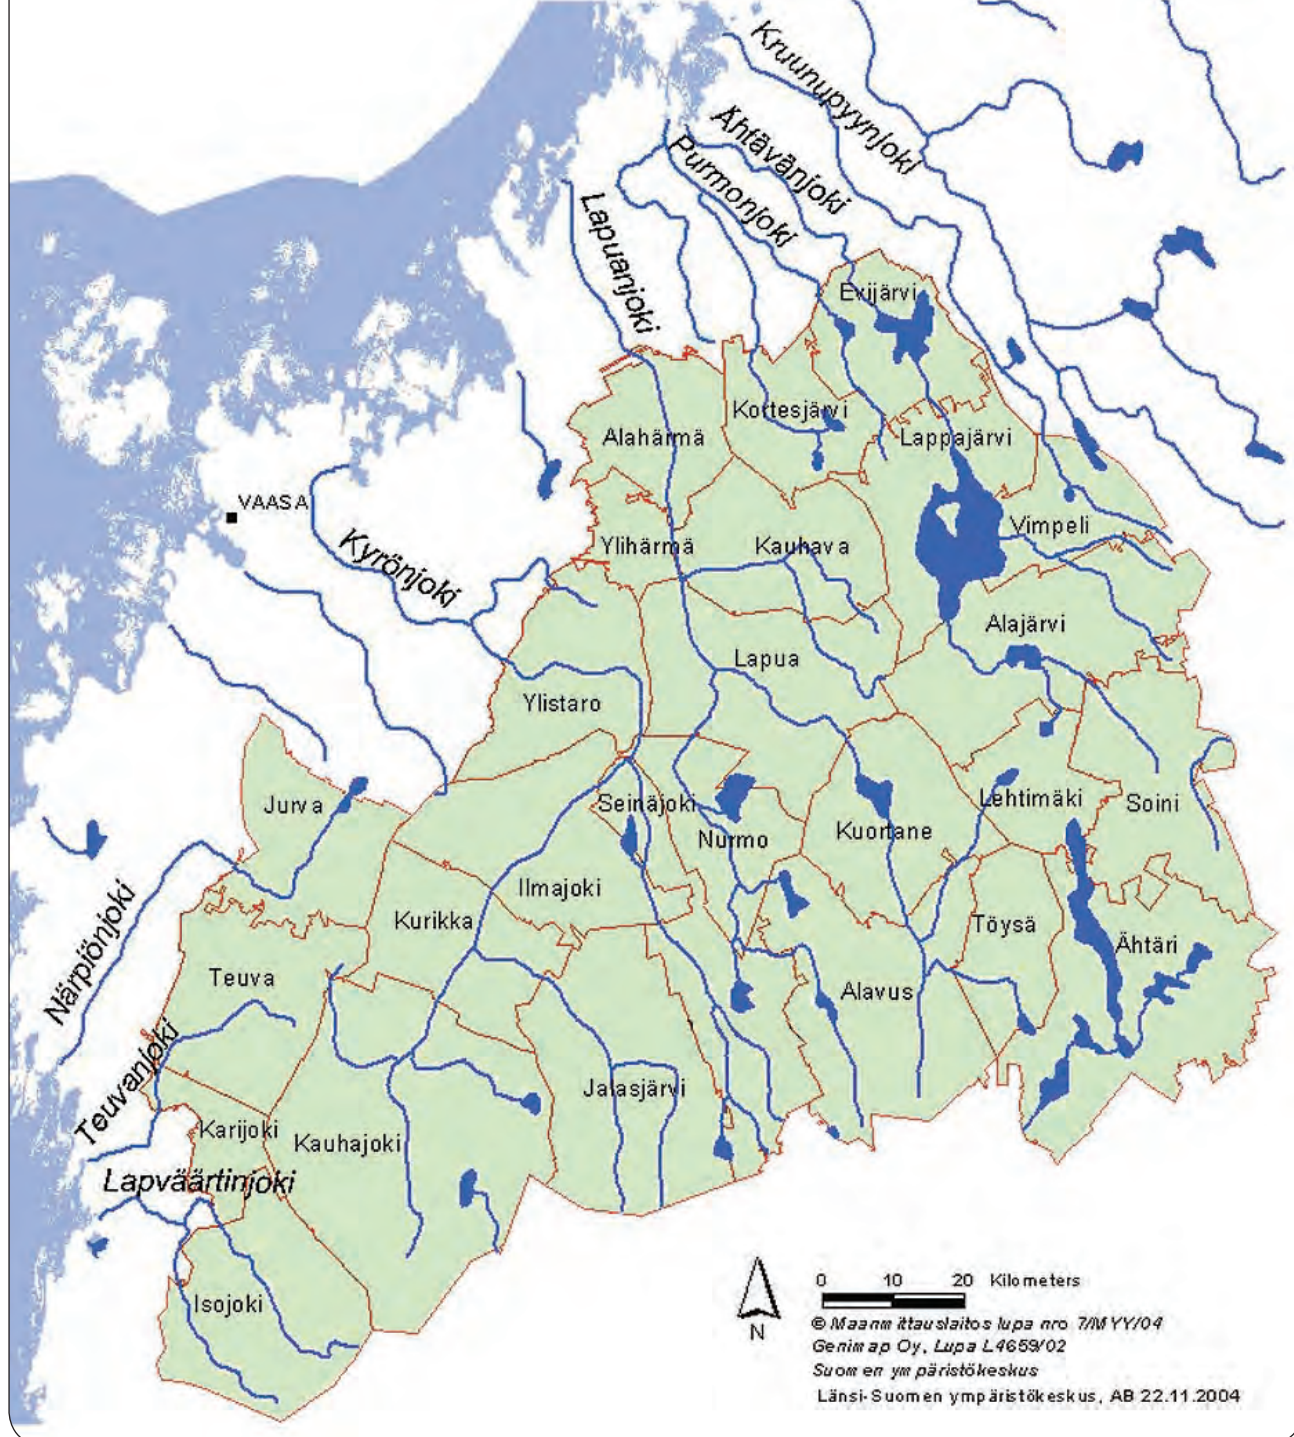 Kruunupyynjoki
Ähtävänjoki
Purmonjoki
Lapuanjoki
Evijärvi
Kortesjärvi
Alahärmä
Lappajärvi
VAASA
Kyrönjoki
Ylihärmä
Kauhava
Vimpeli
Alajärvi
Lapua
Ylistaro
Jurva
Seinäjoki
Nurmo
Kuortane
Lehtimäki
Soini
Ilmajoki
Kurikka
Töysä
Ähtäri
Närpiönjoki
Teuva
Alavus
Teuvanjoki
Jalasjärvi
Karijoki
Kauhajoki
Lapväärtinjoki
Isojoki
N
0 10 20 Kilometers
© Maanmittauslaitos lupa nro 7/MYY/04
Genimap Oy, Lupa L4659/02
Suomen ympäristökeskus
Länsi-Suomen ympäristökeskus, AB 22.11.2004